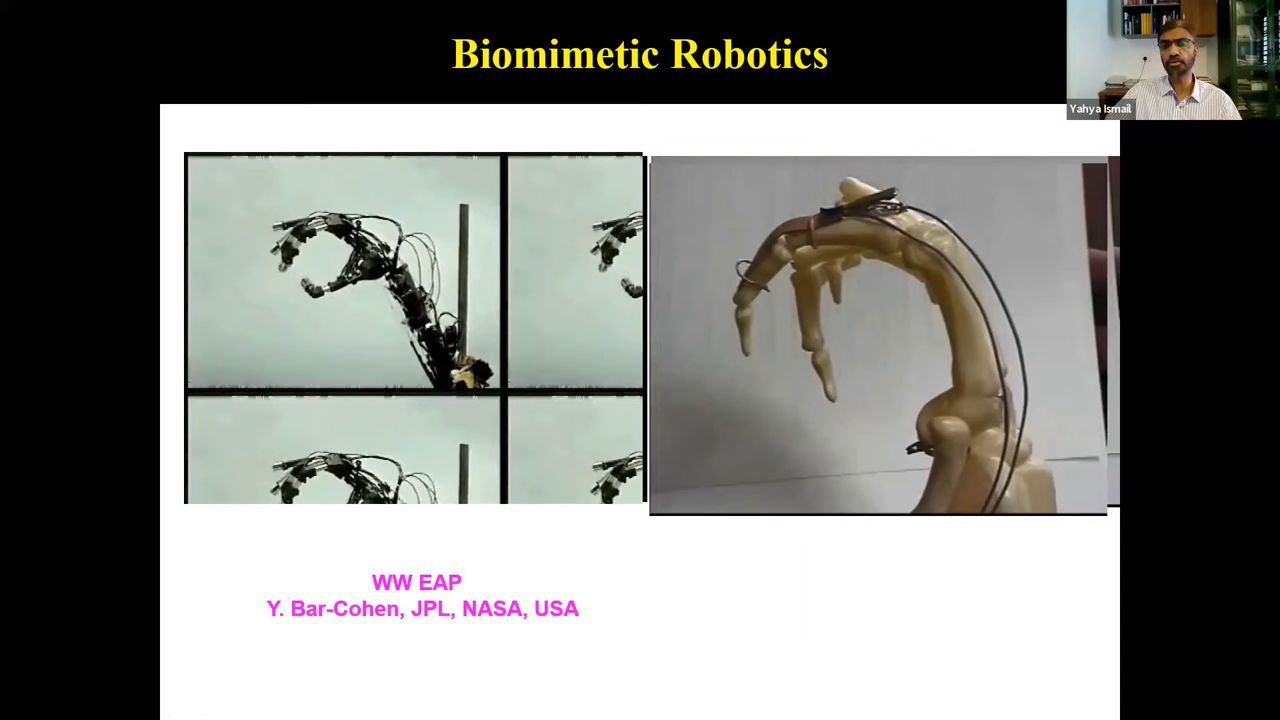 Biomimetic Robotics
Yahya Ismail
WW EAP
Y. Bar-Cohen, JPL, NASA, USA